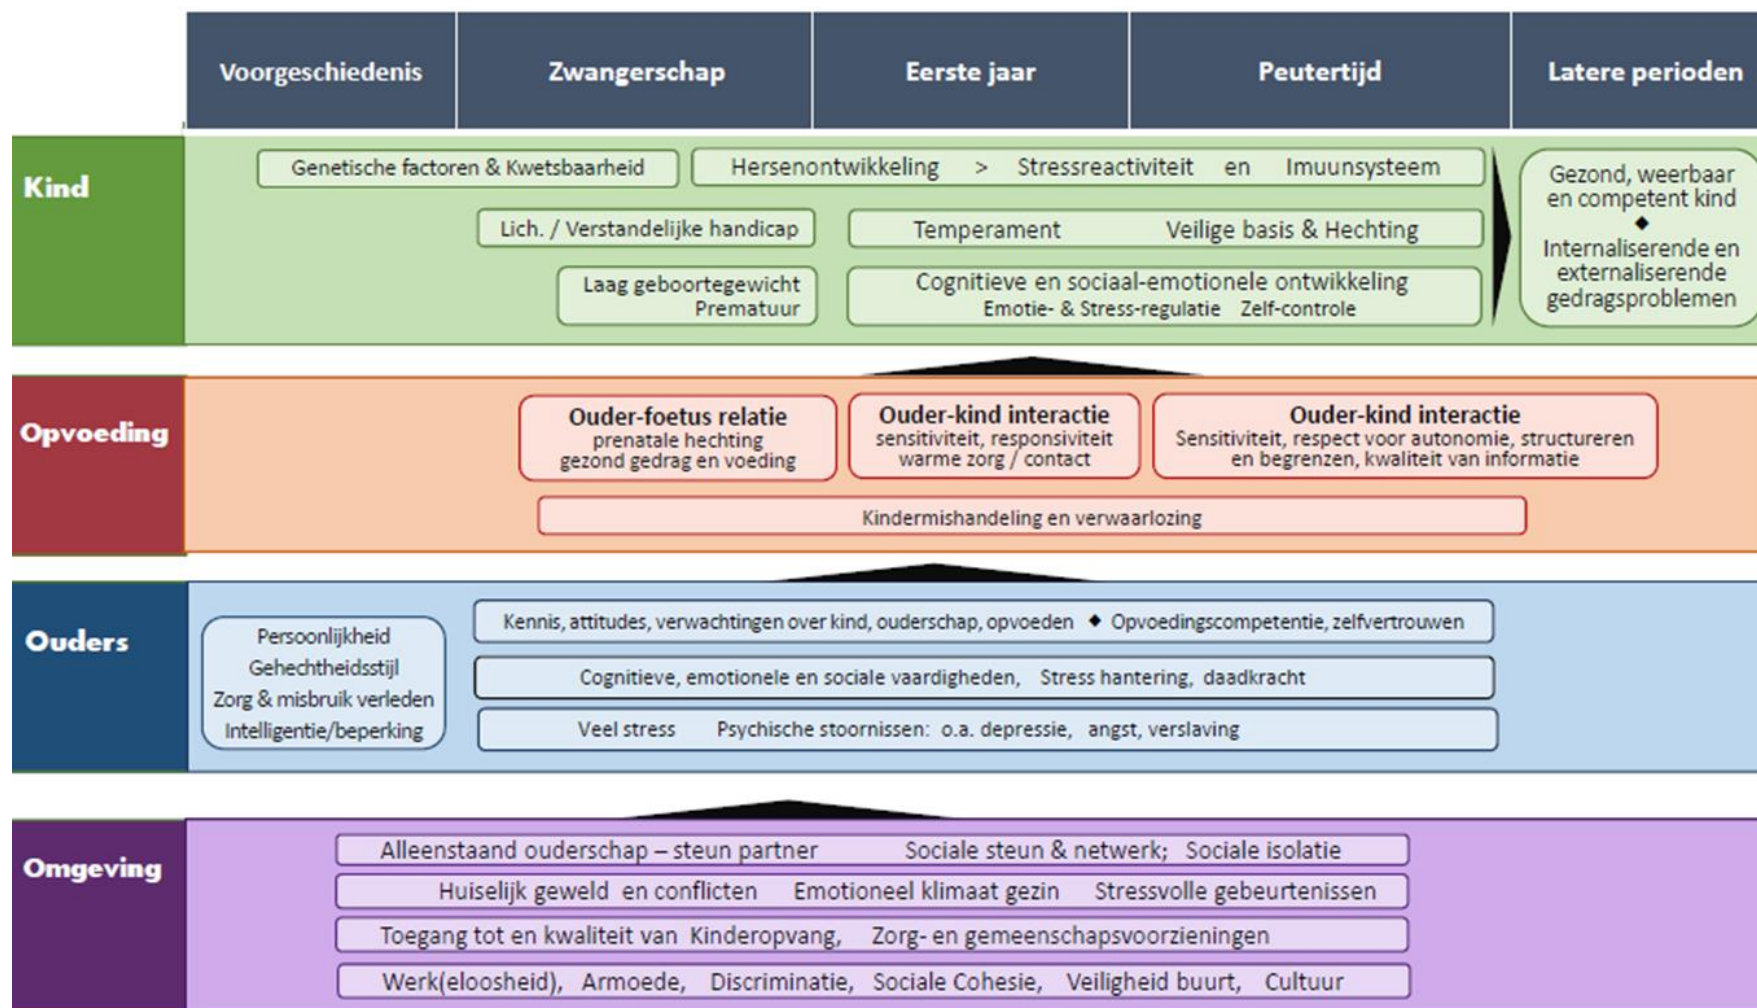 Voorgeschiedenis
Zwangerschap
Eerste jaar
Peutertijd
Latere perioden
Kind
Genetische factoren & Kwetsbaarheid
Hersenontwikkeling > Stressreactiviteit en Imuunsysteem
Lich. / Verstandelijke handicap
Temperament Veilige basis & Hechting
Laag geboortegewicht
Prematuur
Cognitieve en sociaal-emotionele ontwikkeling
Emotie- & Stress-regulatie Zelf-controle
Gezond, weerbaar
en competent kind
◆
Internaliserende en
externaliserende
gedragsproblemen
Opvoeding
Ouder-foetus relatie
prenatale hechting
gezond gedrag en voeding
Ouder-kind interactie
sensitiviteit, responsiviteit
warme zorg / contact
Ouder-kind interactie
Sensitiviteit, respect voor autonomie, structureren
en begrenzen, kwaliteit van informatie
Kindermishandeling en verwaarlozing
Ouders
Persoonlijkheid
Gehechtheidsstijl
Zorg & misbruik verleden
Intelligentie/beperking
Kennis, attitudes, verwachtingen over kind, ouderschap, opvoeden ◆ Opvoedingscompetentie, zelfvertrouwen
Cognitieve, emotionele en sociale vaardigheden, Stress hantering, daadkracht
Veel stress Psychische stoornissen: o.a. depressie, angst, verslaving
Omgeving
Alleenstaand ouderschap – steun partner Sociale steun & netwerk; Sociale isolatie
Huiselijk geweld en conflicten Emotioneel klimaat gezin Stressvolle gebeurtenissen
Toegang tot en kwaliteit van Kinderopvang, Zorg- en gemeenschapsvoorzieningen
Werk(eloosheid), Armoede, Discriminatie, Sociale Cohesie, Veiligheid buurt, Cultuur